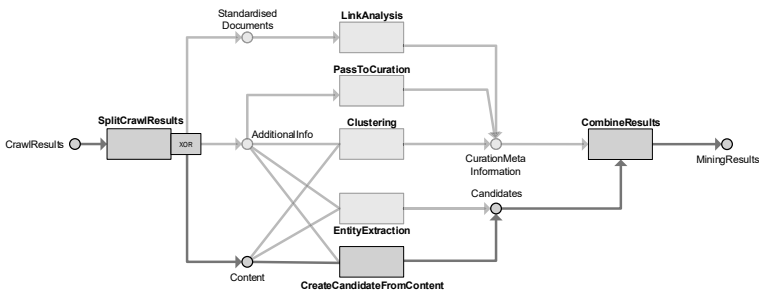 Standardised
Documents
LinkAnalysis
PassToCuration
SplitCrawlResults
CrawlResults
XOR
AdditionalInfo
Clustering
CurationMeta
Information
CombineResults
MiningResults
Candidates
EntityExtraction
Content
CreateCandidateFromContent